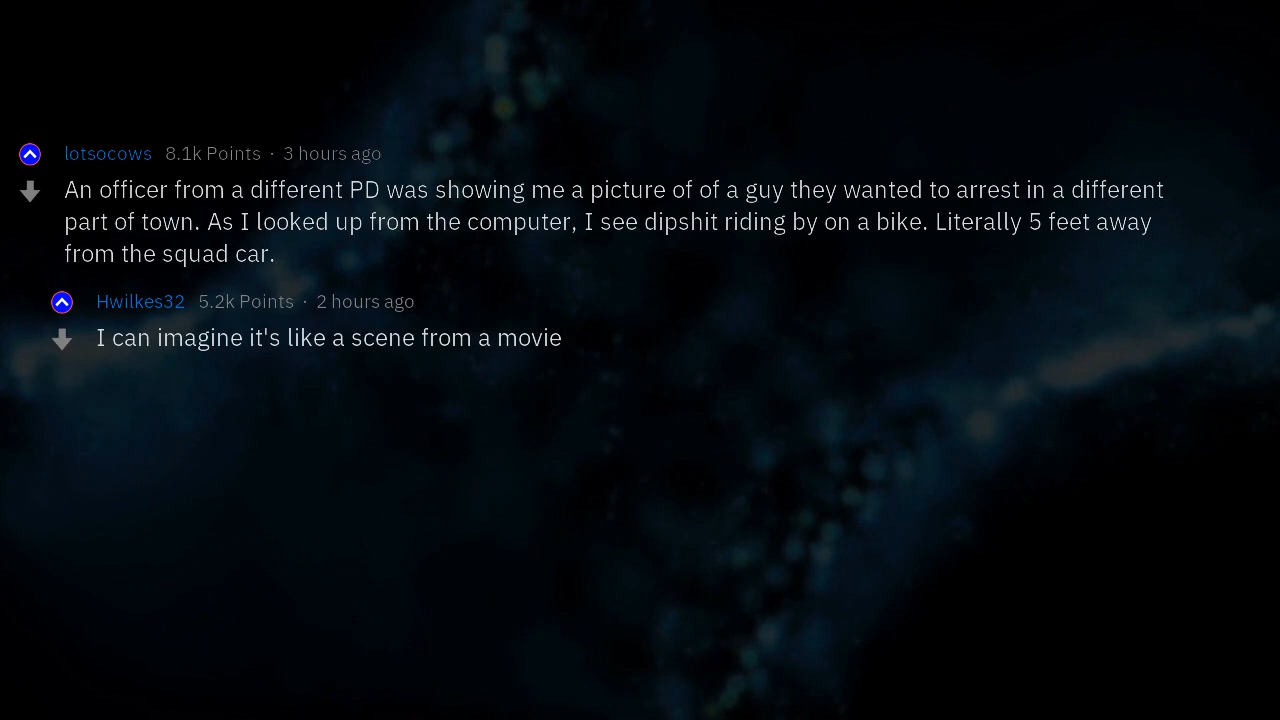 lotsocows 8.1k Points · 3 hours ago
An officer from a different PD was showing me a picture of of a guy they wanted to arrest in a different
part of town. As I looked up from the computer, I see dipshit riding by on a bike. Literally 5 feet away
from the squad car.
Hwilkes32 5.2k Points · 2 hours ago
I can imagine it's like a scene from a movie